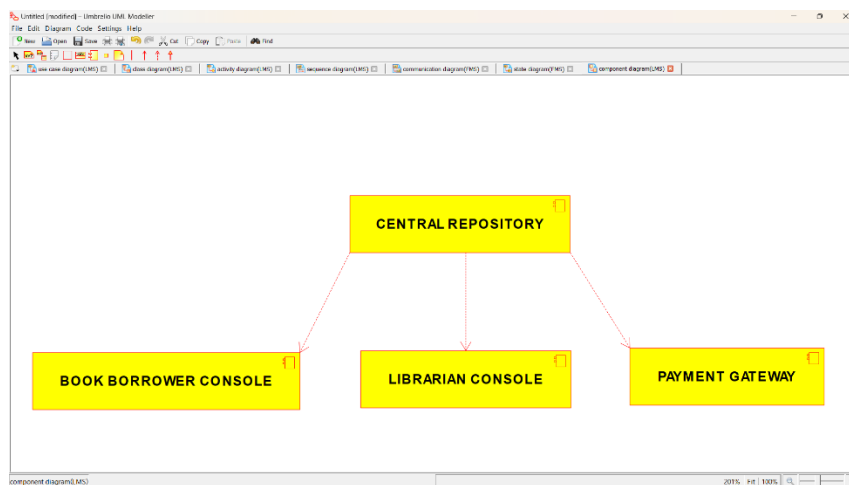 Untitled [modified] – Umbrello UML Modeller
File Edit Diagram Code Settings Help
New Open Save Cut Copy Paste Find
use case diagram(LMS) class diagram(LMS) activity diagram(LMS) sequence diagram(LMS) communication diagram(FMS) state diagram(FMS) component diagram(LMS)
CENTRAL REPOSITORY
BOOK BORROWER CONSOLE
LIBRARIAN CONSOLE
PAYMENT GATEWAY
component diagram(LMS)
201% Fit 100%